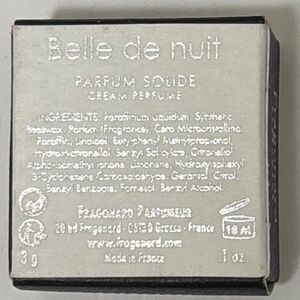 Belle de nuit
PARFUM SOLIDE
CREAM PERFUME
INGREDIENTS: Paraffinum Liquidum, Synthetic
Beeswax, Parfum (Fragrance), Cera Microcristallina
Paraffin, Linalool, Butylphenyl Methylpropional,
Hydroxycitronellal, Benzyl Salicylate, Citronellol
Alpha-Isomethyl Ionone, Limonene, Hydroxyisohexyl
3-Cyclohexene Carboxaldehyde, Geraniol, Citral,
Benzyl Benzoate, Farnesol, Benzyl Alcohol
FRAGONARD PARFUMEUR
20 bd Fragonard - 06130 Grasse - France
www.fragonard.com
3 g
Made in France
.1 oz
18 M